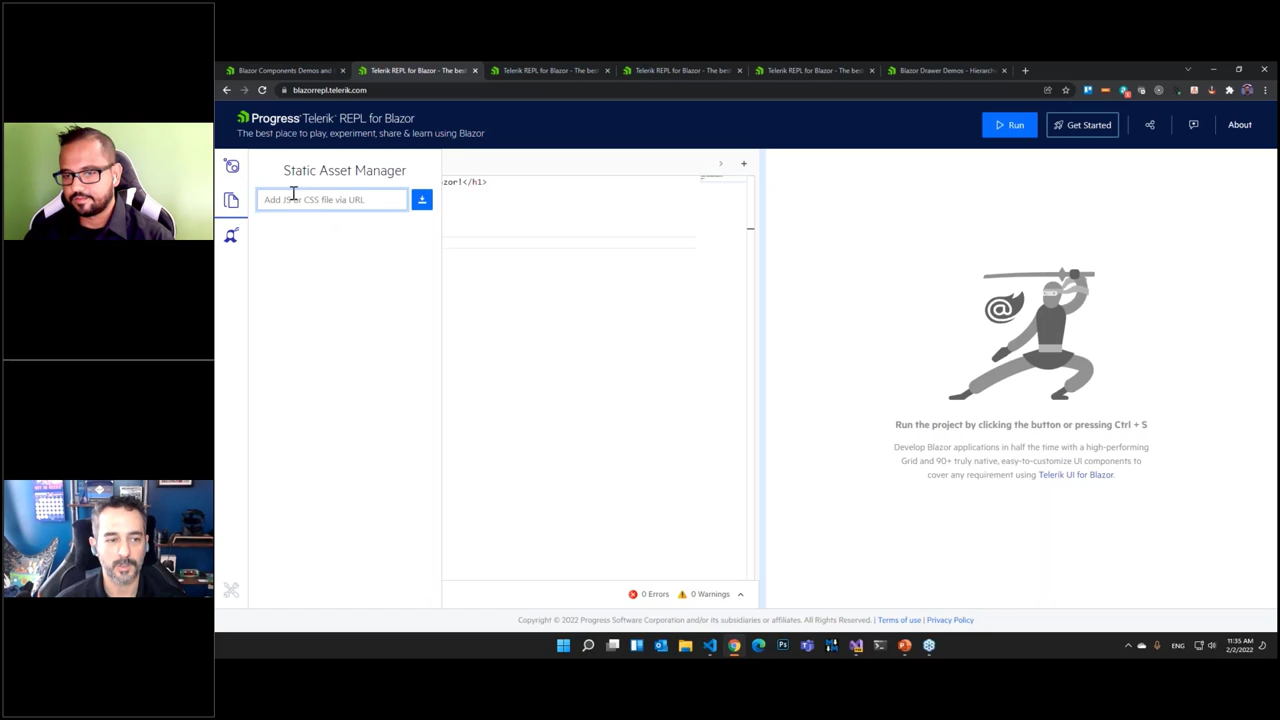 Blazor Components Demos and
Telerik REPL for Blazor - The best
Telerik REPL for Blazor - The best
Telerik REPL for Blazor - The best
Telerik REPL for Blazor - The best
Blazor Drawer Demos - Hierarch
blazorrepl.telerik.com
Progress Telerik REPL for Blazor
The best place to play, experiment, share & learn using Blazor
Run
Get Started
About
Static Asset Manager
Add JS or CSS file via URL
zor!</h1>
Run the project by clicking the button or pressing Ctrl + S
Develop Blazor applications in half the time with a high-performing
Grid and 90+ truly native, easy-to-customize UI components to
cover any requirement using Telerik UI for Blazor.
0 Errors 0 Warnings
Copyright © 2022 Progress Software Corporation and/or its subsidiaries or affiliates. All Rights Reserved. | Terms of use | Privacy Policy
ENG
11:35 AM
2/2/2022